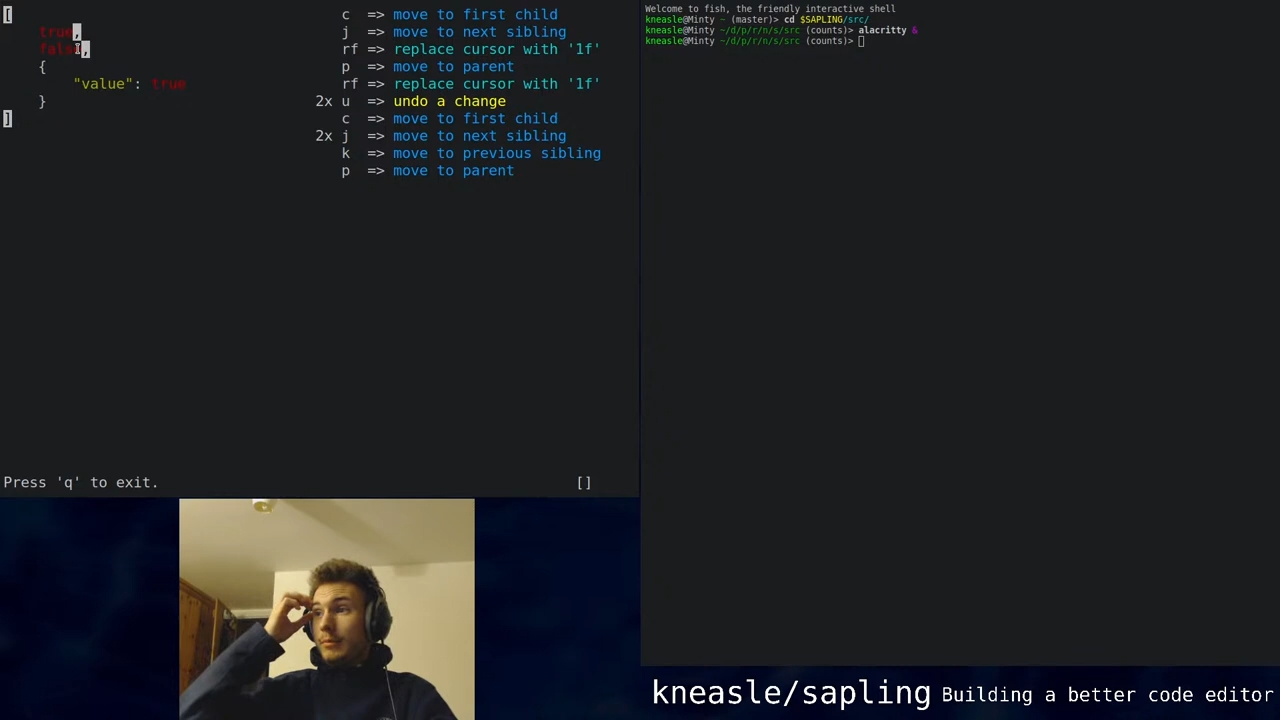 [
true,
false,
{
"value": true
}
]
c => move to first child
j => move to next sibling
rf => replace cursor with '1f'
p => move to parent
rf => replace cursor with '1f'
2x u => undo a change
c => move to first child
2x j => move to next sibling
k => move to previous sibling
p => move to parent
Press 'q' to exit.
[]
Welcome to fish, the friendly interactive shell
kneasle@Minty ~ (master)> cd $SAPLING/src/
kneasle@Minty ~/d/p/r/n/s/src (counts)> alacritty &
kneasle@Minty ~/d/p/r/n/s/src (counts)>
kneasle/sapling Building a better code editor